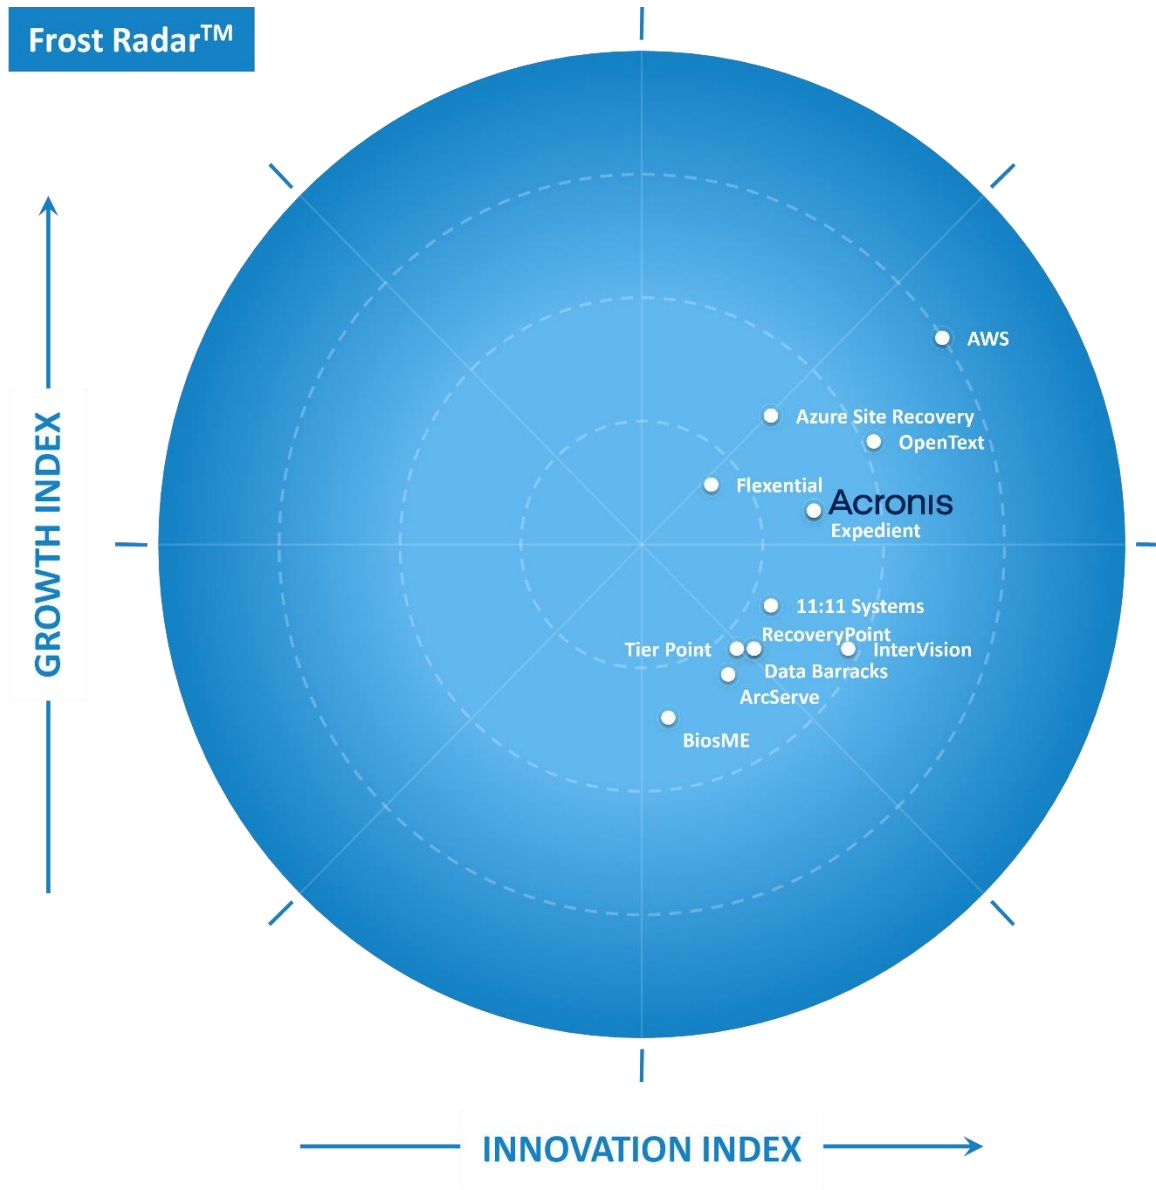 Frost Radar™
GROWTH INDEX
AWS
Azure Site Recovery
OpenText
Flexential
Acronis
Expedient
11:11 Systems
RecoveryPoint
Tier Point
InterVision
Data Barracks
ArcServe
BiosME
INNOVATION INDEX